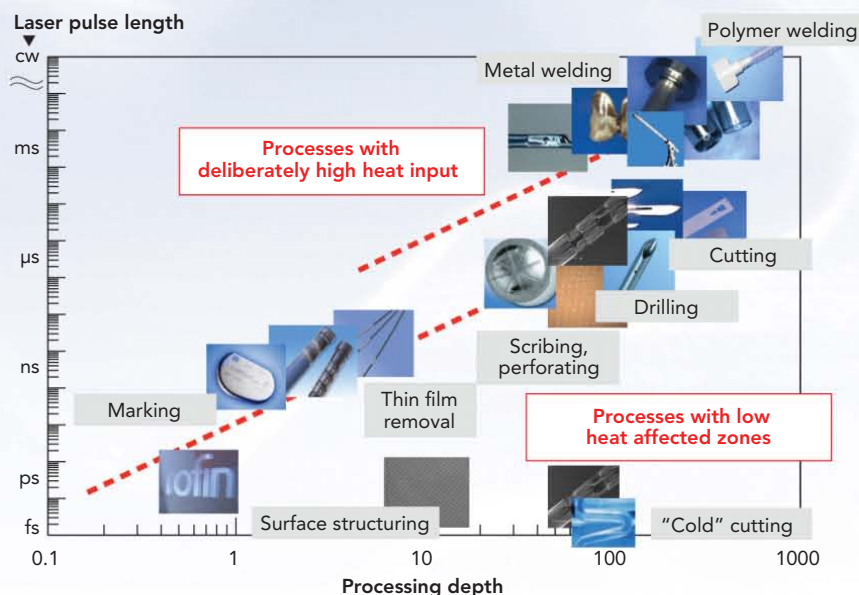 Laser pulse length
cw
Polymer welding
Metal welding
ms
Processes with
deliberately high heat input
µs
Cutting
Drilling
ns
Scribing,
perforating
Marking
Thin film
removal
Processes with low
heat affected zones
ps
rofin
fs
Surface structuring
"Cold" cutting
0.1
1
10
100
1000
Processing depth